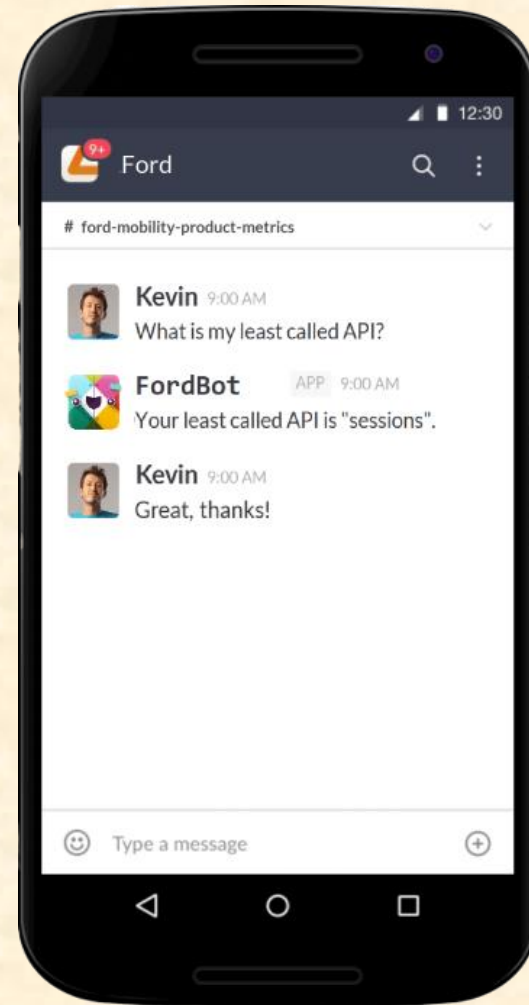 12:30
9+
Ford
# ford-mobility-product-metrics
Kevin 9:00 AM
What is my least called API?
FordBot APP 9:00 AM
Your least called API is "sessions".
Kevin 9:00 AM
Great, thanks!
Type a message